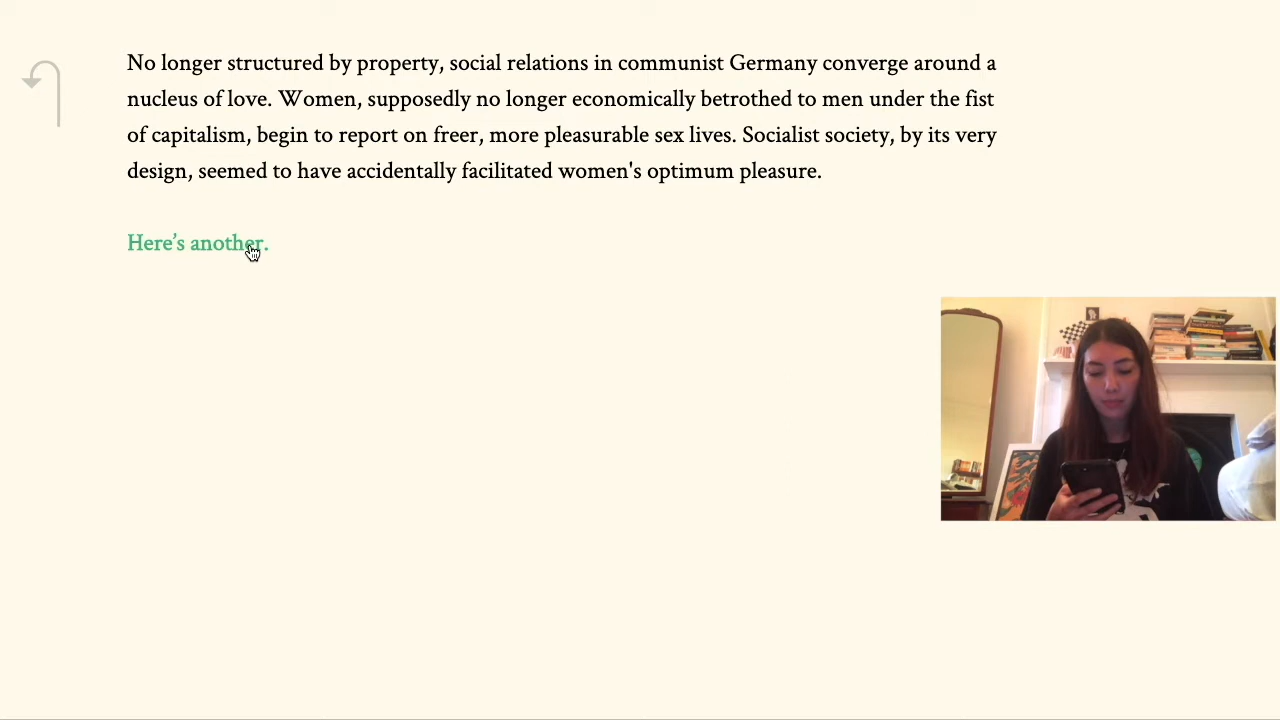 No longer structured by property, social relations in communist Germany converge around a
nucleus of love. Women, supposedly no longer economically betrothed to men under the fist
of capitalism, begin to report on freer, more pleasurable sex lives. Socialist society, by its very
design, seemed to have accidentally facilitated women's optimum pleasure.
Here’s another.